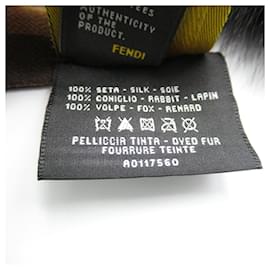 AUTHENTICITY
OF THE
PRODUCT.
FENDI
100% SETA - SILK - SOIE
100% CONIGLIO - RABBIT - LAPIN
100% VOLPE - FOX - RENARD
PELLICCIA TINTA - DYED FUR
FOURRURE TEINTE
A0117560